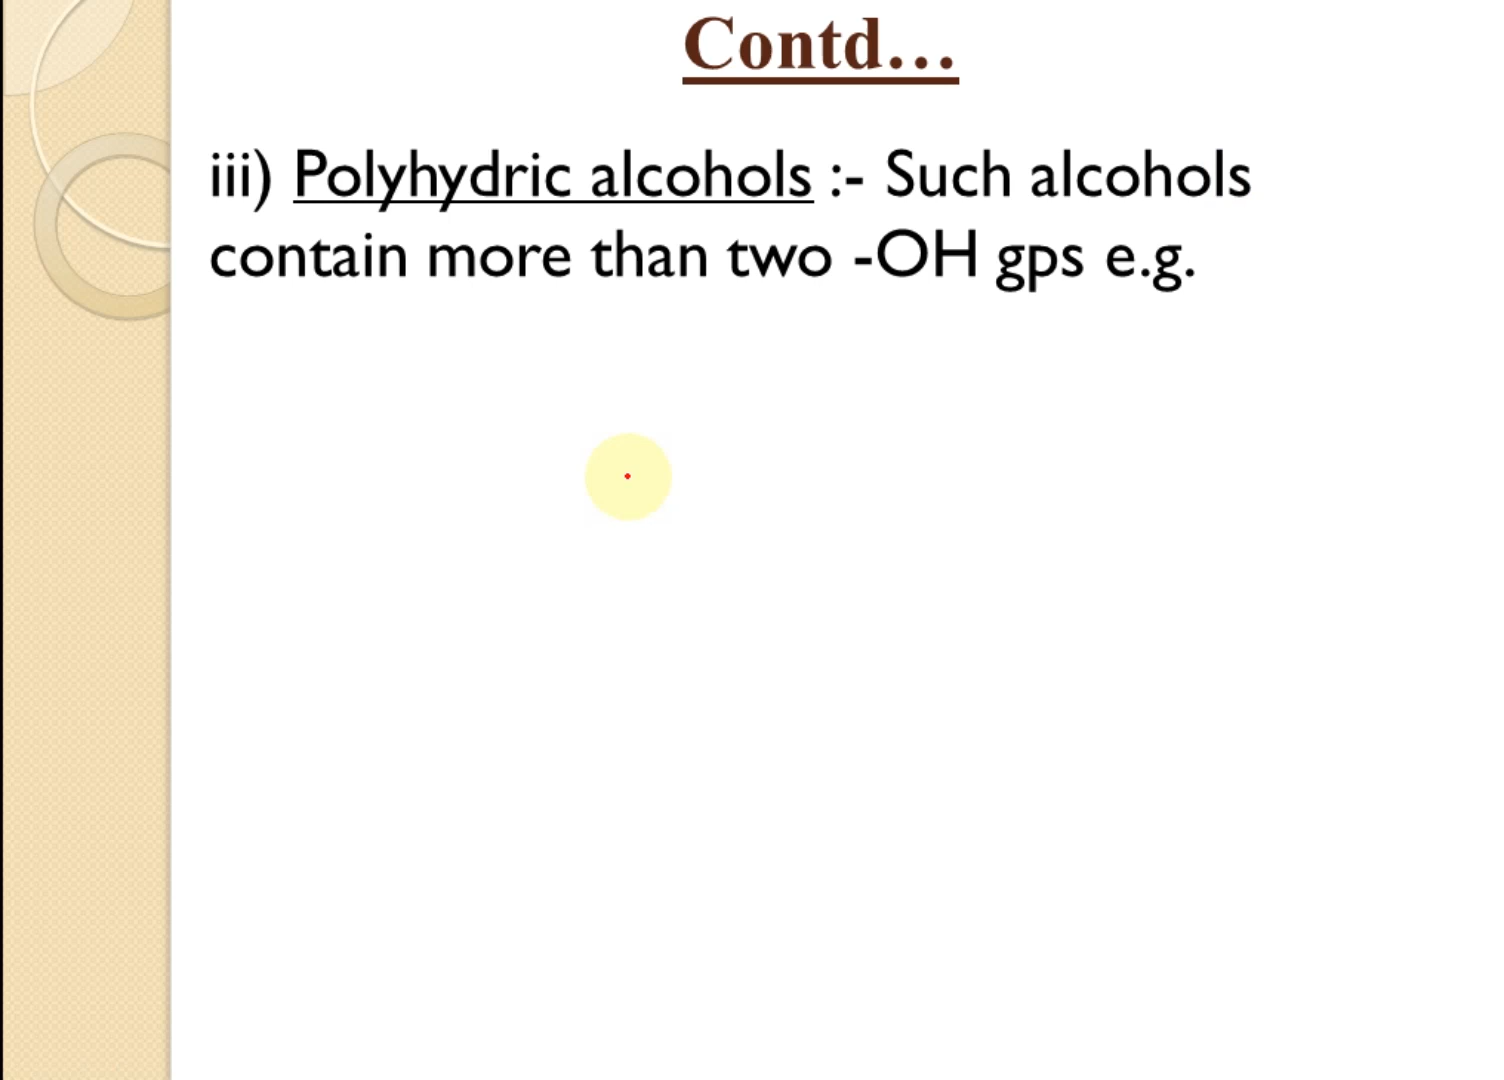 Contd...
iii) Polyhydric alcohols :- Such alcohols
contain more than two -OH gps e.g.